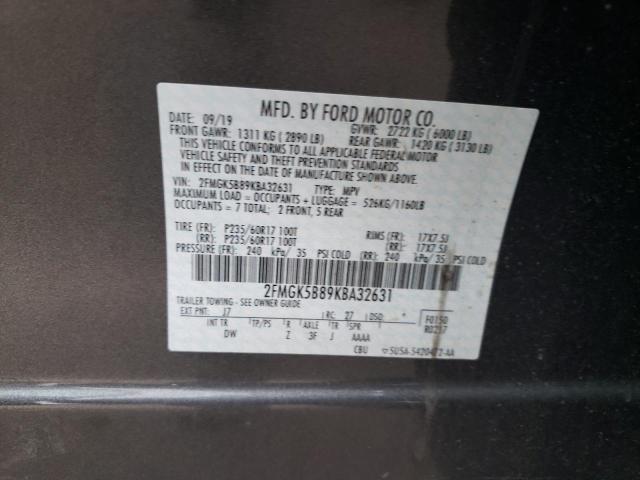 MFD. BY FORD MOTOR CO.
DATE: 09/19 GVWR: 2722 KG ( 6000 LB)
FRONT GAWR: 1311 KG ( 2890 LB) REAR GAWR: 1420 KG ( 3130 LB)
THIS VEHICLE CONFORMS TO ALL APPLICABLE FEDERAL MOTOR
VEHICLE SAFETY AND THEFT PREVENTION STANDARDS
IN EFFECT ON THE DATE OF MANUFACTURE SHOWN ABOVE.
VIN: 2FMGK5B89KBA32631 TYPE: MPV
MAXIMUM LOAD = OCCUPANTS + LUGGAGE = 526KG/1160LB
OCCUPANTS = 7 TOTAL: 2 FRONT, 5 REAR
TIRE (FR): P235/60R17 100T RIMS (FR): 17X7.5J
(RR): P235/60R17 100T (RR): 17X7.5J
PRESSURE (FR): 240 kPa/ 35 PSI COLD (RR): 240 kPa/ 35 PSI COLD
2FMGK5B89KBA32631
TRAILER TOWING - SEE OWNER GUIDE
EXT PNT: J7 RC: 27 DSO: F0150
R0217
INT TR TP/PS R AXLE TR SPR
DW Z 3F J AAAA
CBU